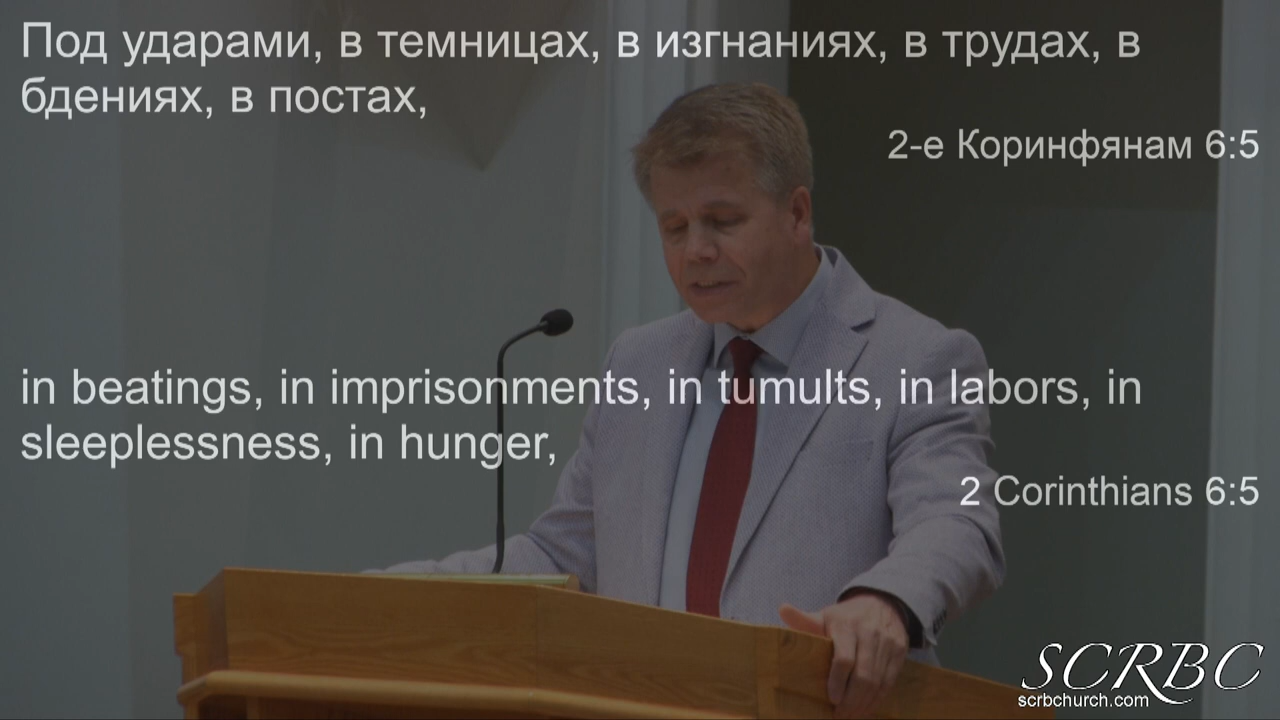 Под ударами, в темницах, в изгнаниях, в трудах, в
бдениях, в постах,
2-е Коринфянам 6:5
in beatings, in imprisonments, in tumults, in labors, in
sleeplessness, in hunger,
2 Corinthians 6:5
SCRBC
scrbchurch.com